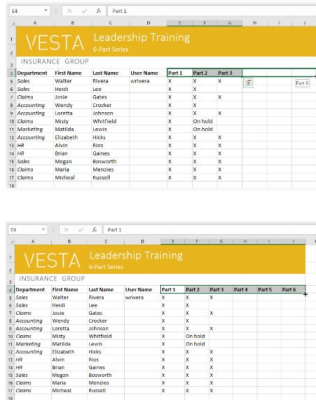 E4 fx Part 1
A B C D E F G H I J
VESTA Leadership Training
6-Part Series
INSURANCE GROUP
Department First Name Last Name User Name Part 1 Part 2 Part 3
Sales Walter Rivera wrivera X X X
Sales Heidi Lee X X
Claims Josie Gates X X X
Accounting Wendy Crocker X X
Accounting Loretta Johnson X X X
Claims Misty Whitfield X On hold
Marketing Matilda Lewis X On hold
Accounting Elizabeth Hicks X X X
HR Alvin Rios X X X
HR Brian Gaines X X X
Sales Megan Bosworth X X X
Claims Maria Menzies X X X
Claims Micheal Russell X X X
Part 6
E4 fx Part 1
A B C D E F G H I J
VESTA Leadership Training
6-Part Series
INSURANCE GROUP
Department First Name Last Name User Name Part 1 Part 2 Part 3 Part 4 Part 5 Part 6
Sales Walter Rivera wrivera X X X
Sales Heidi Lee X X
Claims Josie Gates X X X
Accounting Wendy Crocker X X
Accounting Loretta Johnson X X X
Claims Misty Whitfield X On hold
Marketing Matilda Lewis X On hold
Accounting Elizabeth Hicks X X X
HR Alvin Rios X X X
HR Brian Gaines X X X
Sales Megan Bosworth X X X
Claims Maria Menzies X X X
Claims Micheal Russell X X X